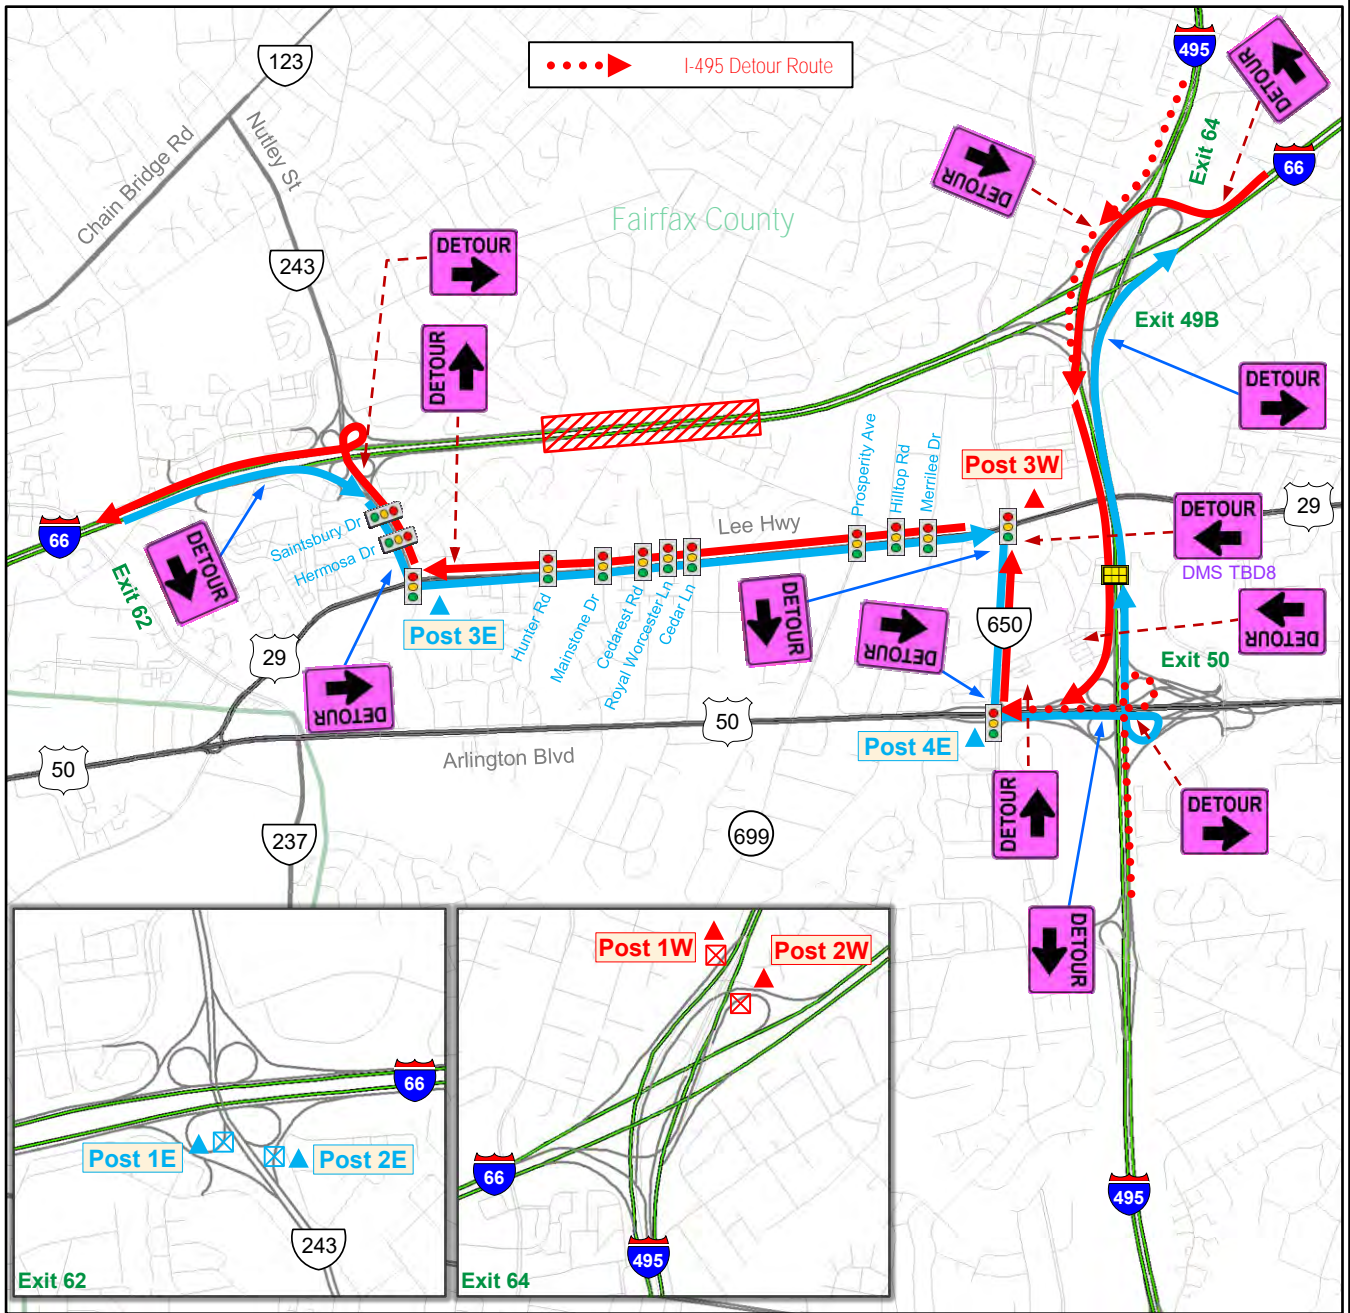 495
DETOUR
123
I-495 Detour Route
Exit 64
66
Nutley St
Chain Bridge Rd
DETOUR
Fairfax County
243
DETOUR
DETOUR
Exit 49B
DETOUR
Prosperity Ave
Hilltop Rd
Merrilee Dr
Post 3W
Lee Hwy
29
DETOUR
66
Saintsbury Dr
Hermosa Dr
DETOUR
Exit 62
DMS TBD8
Post 3E
Hunter Rd
Mainstone Dr
Cedarest Rd
Royal Worcester Ln
Cedar Ln
DETOUR
DETOUR
650
DETOUR
Exit 50
29
DETOUR
50
Post 4E
Arlington Blvd
50
DETOUR
DETOUR
237
699
DETOUR
Post 1W
Post 2W
66
Post 1E
Post 2E
66
495
243
495
Exit 62
Exit 64